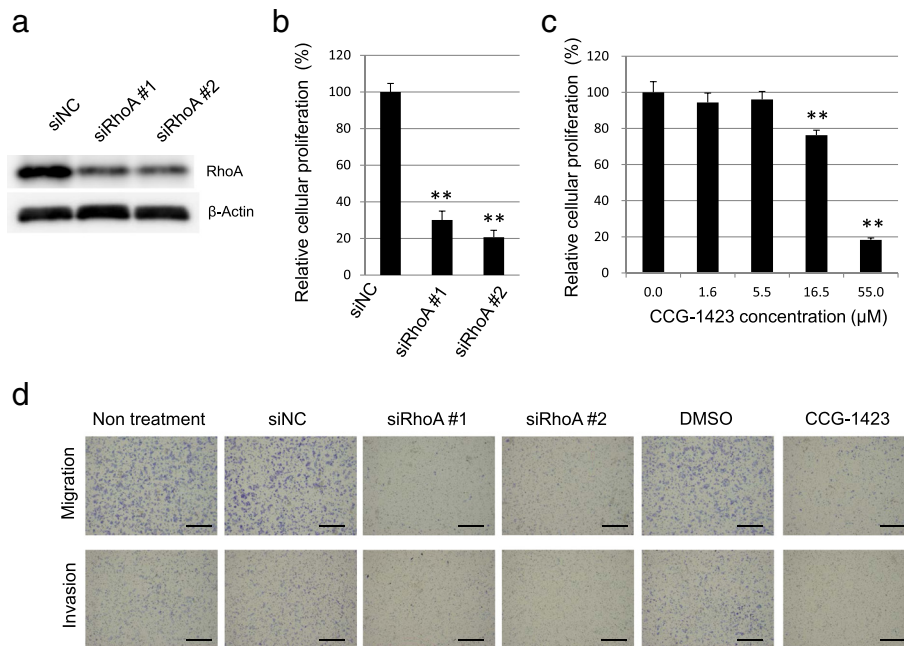 a
siNC
siRhoA #1
siRhoA #2
RhoA
β-Actin
b
Relative cellular proliferation (%)
120
100
80
60
40
20
0
**
**
siNC
siRhoA #1
siRhoA #2
c
Relative cellular proliferation (%)
120
100
80
60
40
20
0
**
**
0.0 1.6 5.5 16.5 55.0
CCG-1423 concentration (μM)
d
Non treatment siNC siRhoA #1 siRhoA #2 DMSO CCG-1423
Migration
Invasion